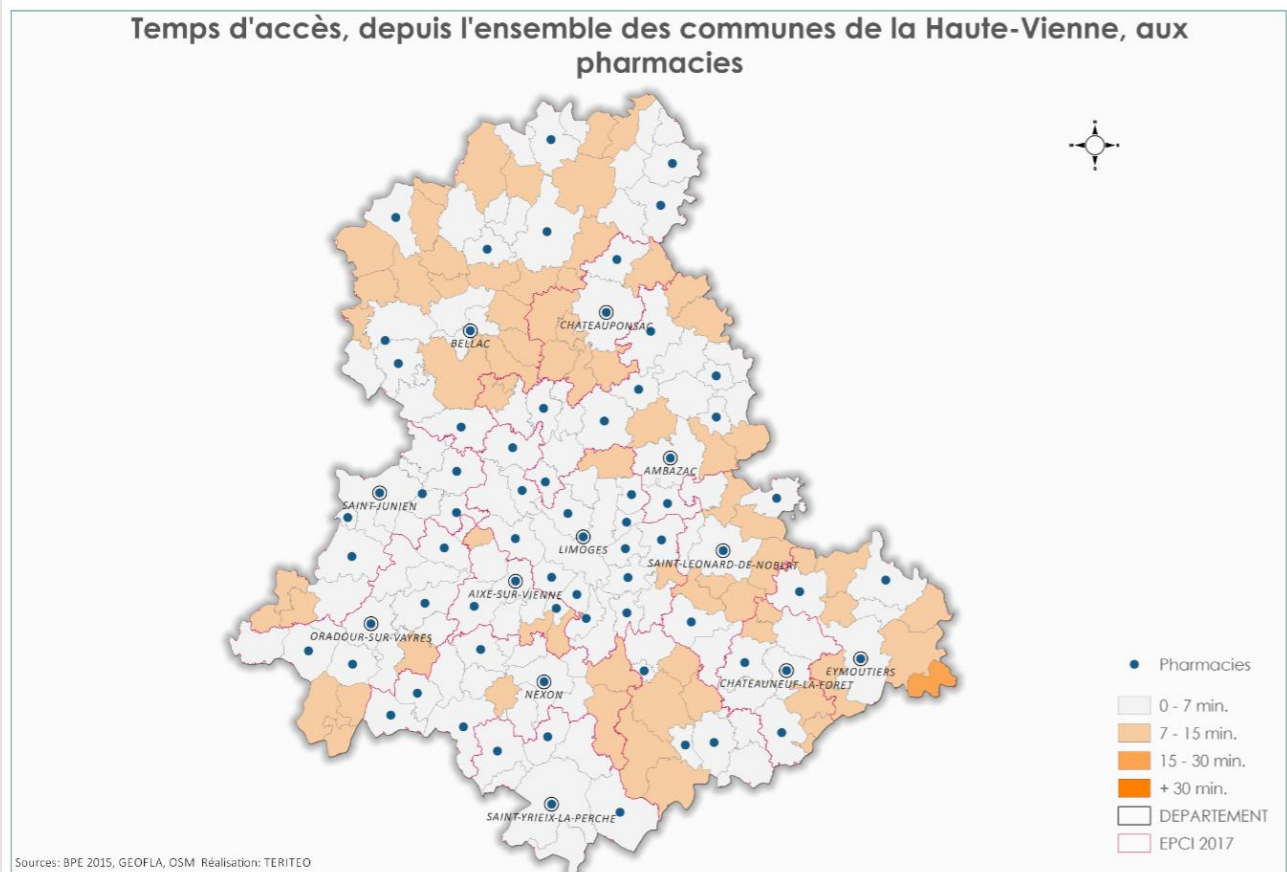 Temps d'accès, depuis l'ensemble des communes de la Haute-Vienne, aux
pharmacies
CHATEAUPONSAC
BELLAC
AMBAZAC
SAINT-JUNIEN
LIMOGES
SAINT-LEONARD-DE-NOBLAT
AIXE-SUR-VIENNE
ORADOUR-SUR-VAYRES
EYMOUTIERS
CHATEAUNEUF-LA-FORET
NEXON
SAINT-YRIEIX-LA-PERCHE
Pharmacies
0 - 7 min.
7 - 15 min.
15 - 30 min.
+ 30 min.
DEPARTEMENT
EPCI 2017
Sources: BPE 2015, GEOFLA, OSM Réalisation: TERITEO